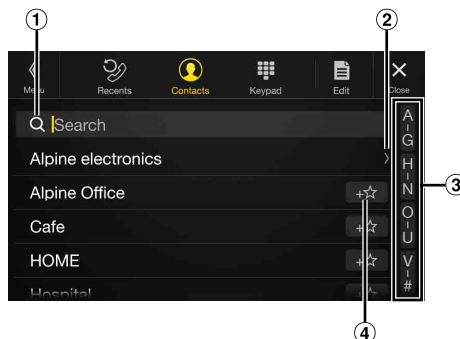 1 2
Menu Recents Contacts Keypad Edit Close
Search
Alpine electronics
Alpine Office
+☆
Cafe
+☆
HOME
+☆
Hospital
+☆
A-G
H-N
O-U
V-#
3
4